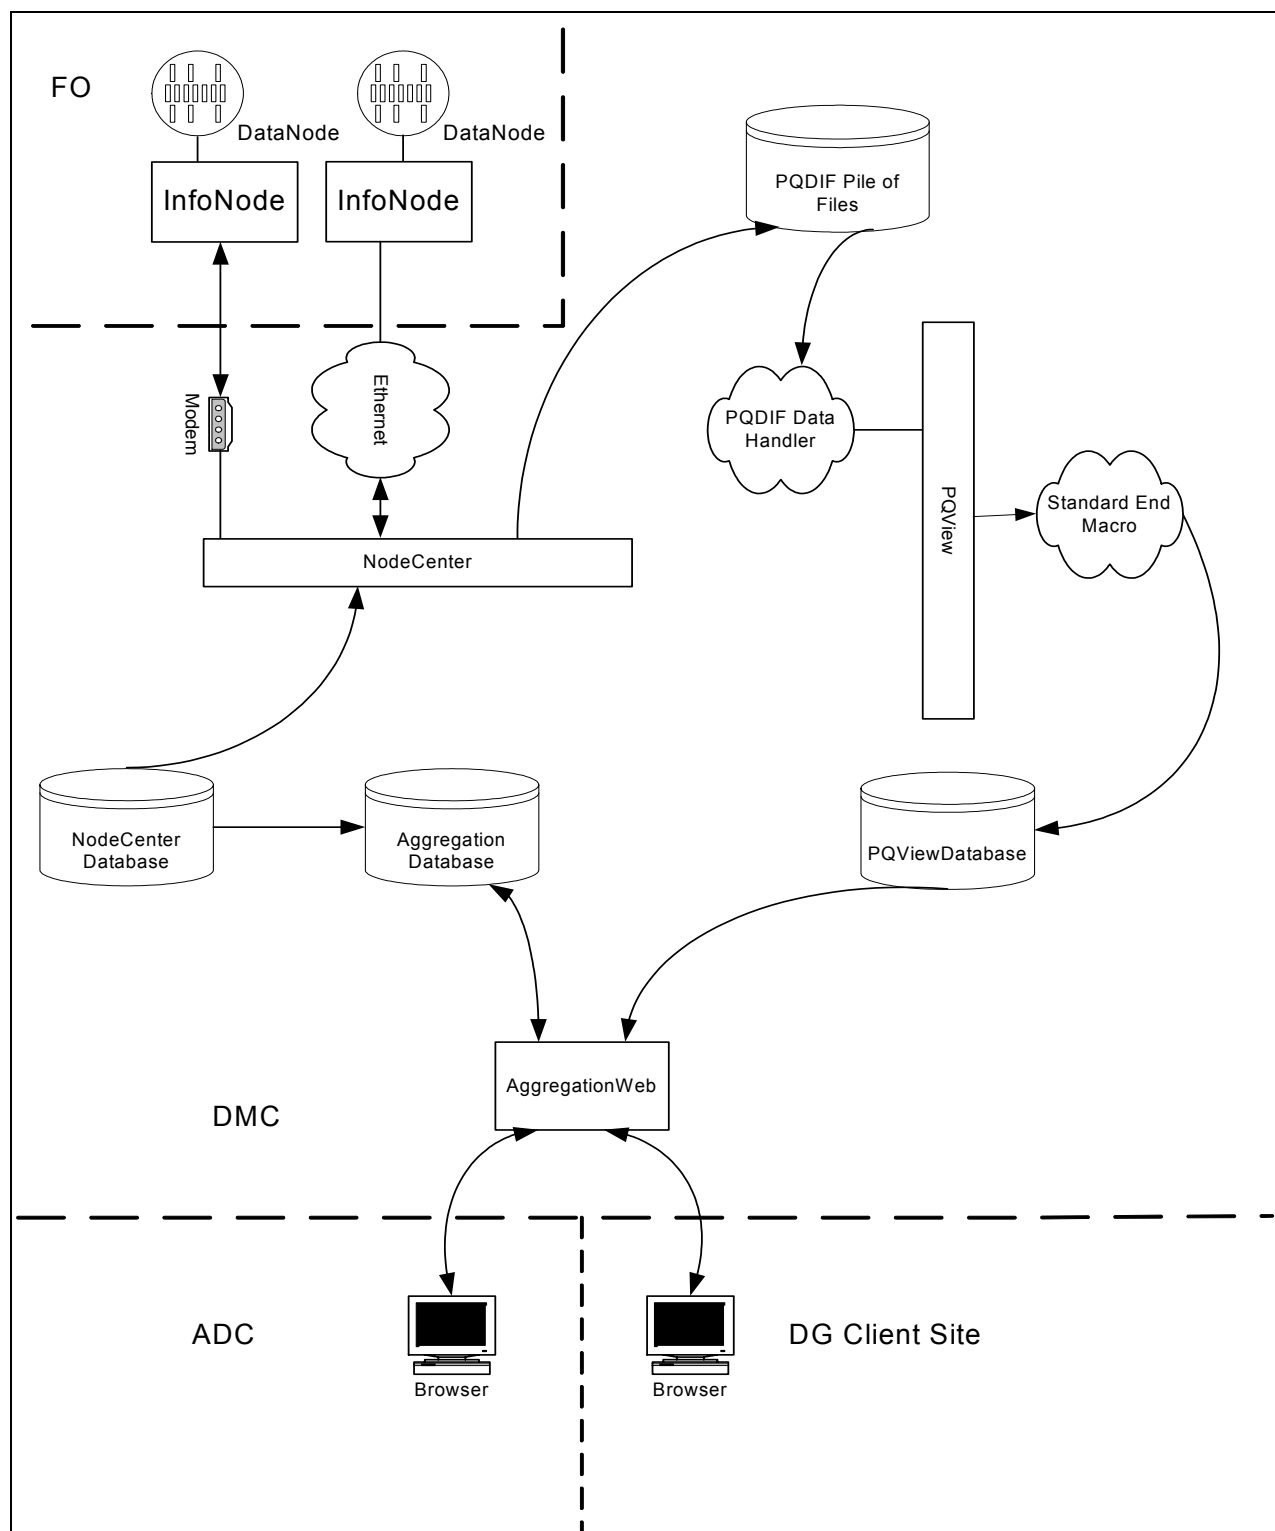 FO
DataNode
DataNode
InfoNode
InfoNode
PQDIF Pile of
Files
Modem
Ethernet
PQDIF Data
Handler
PQView
Standard End
Macro
NodeCenter
NodeCenter
Database
Aggregation
Database
PQViewDatabase
AggregationWeb
DMC
ADC
Browser
Browser
DG Client Site